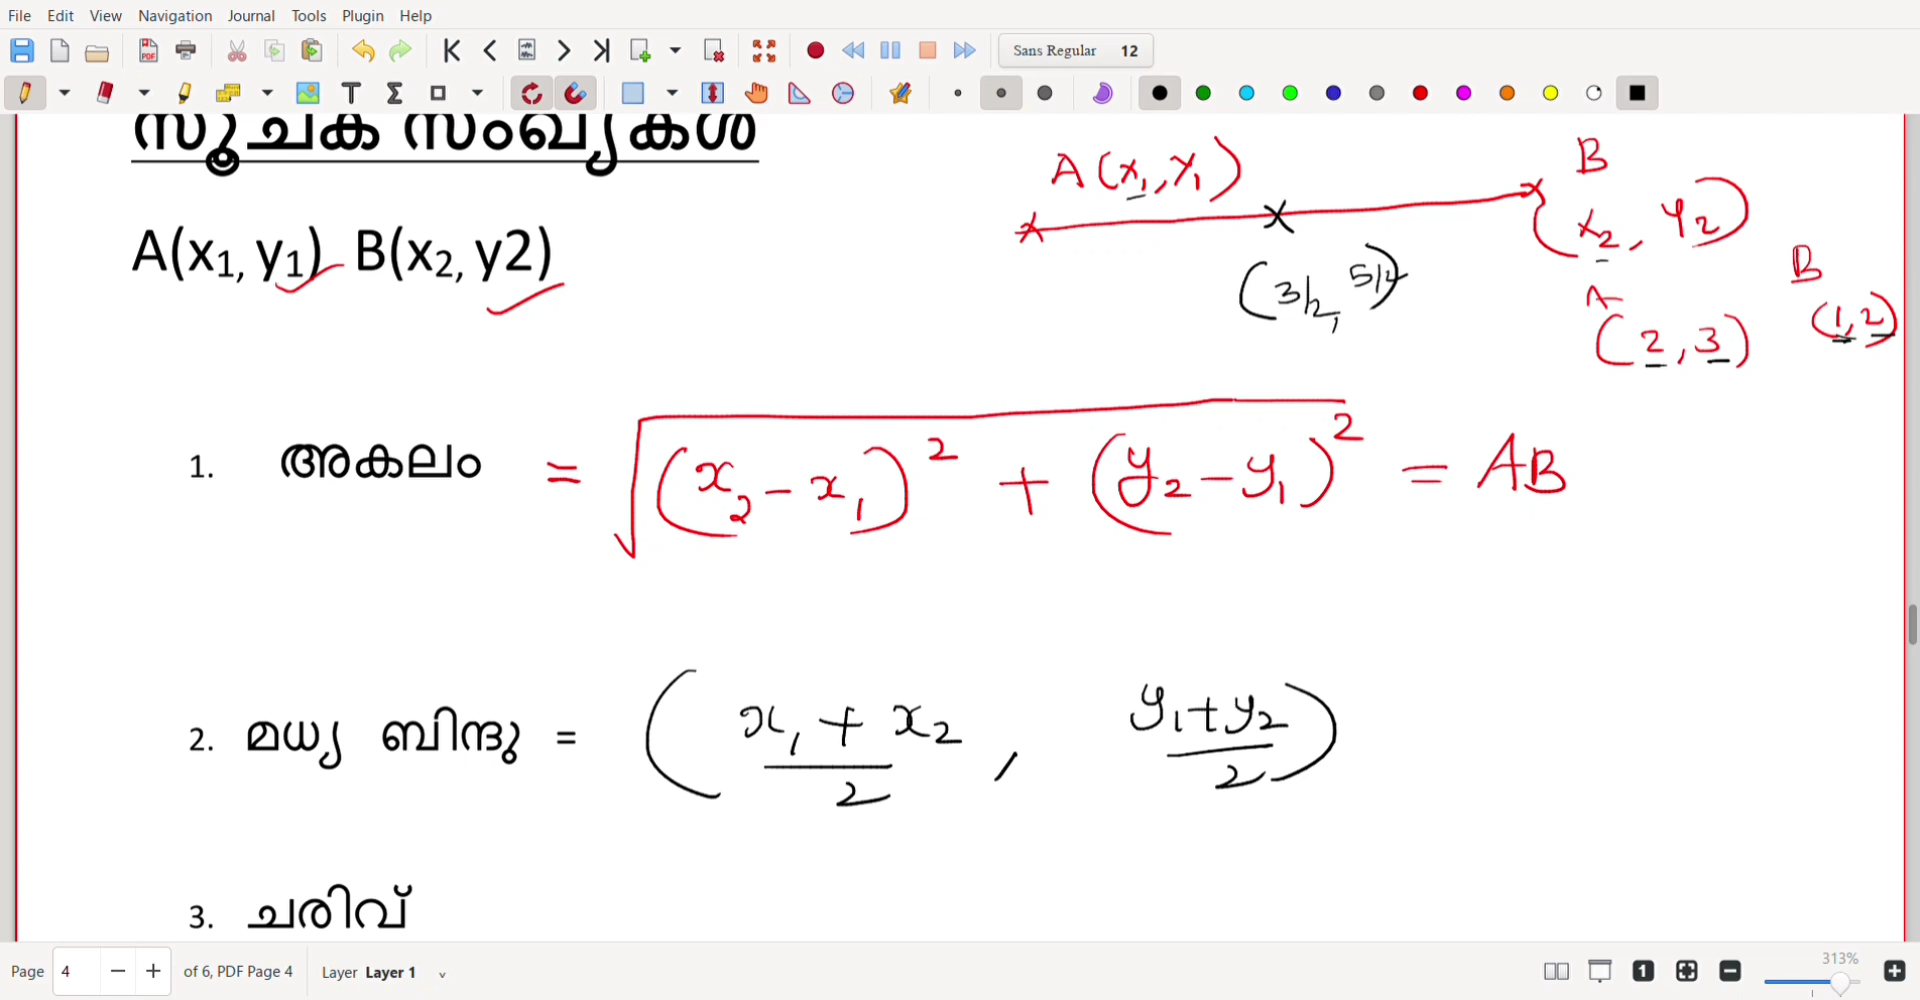 File Edit View Navigation Journal Tools Plugin Help
Sans Regular 12
സൂചക സംഖ്യകൾ
A(x₁, y₁) B(x₂, y2)
A (x₁, y₁)
B
(x₂, y₂)
(3/2, 5/2)
A
(2, 3)
B
(1, 2)
1. അകലം = √(x₂ - x₁)² + (y₂ - y₁)² = AB
2. മധ്യ ബിന്ദു = (x₁ + x₂ / 2, y₁ + y₂ / 2)
3. ചരിവ്
Page 4 of 6, PDF Page 4 Layer Layer 1 313%